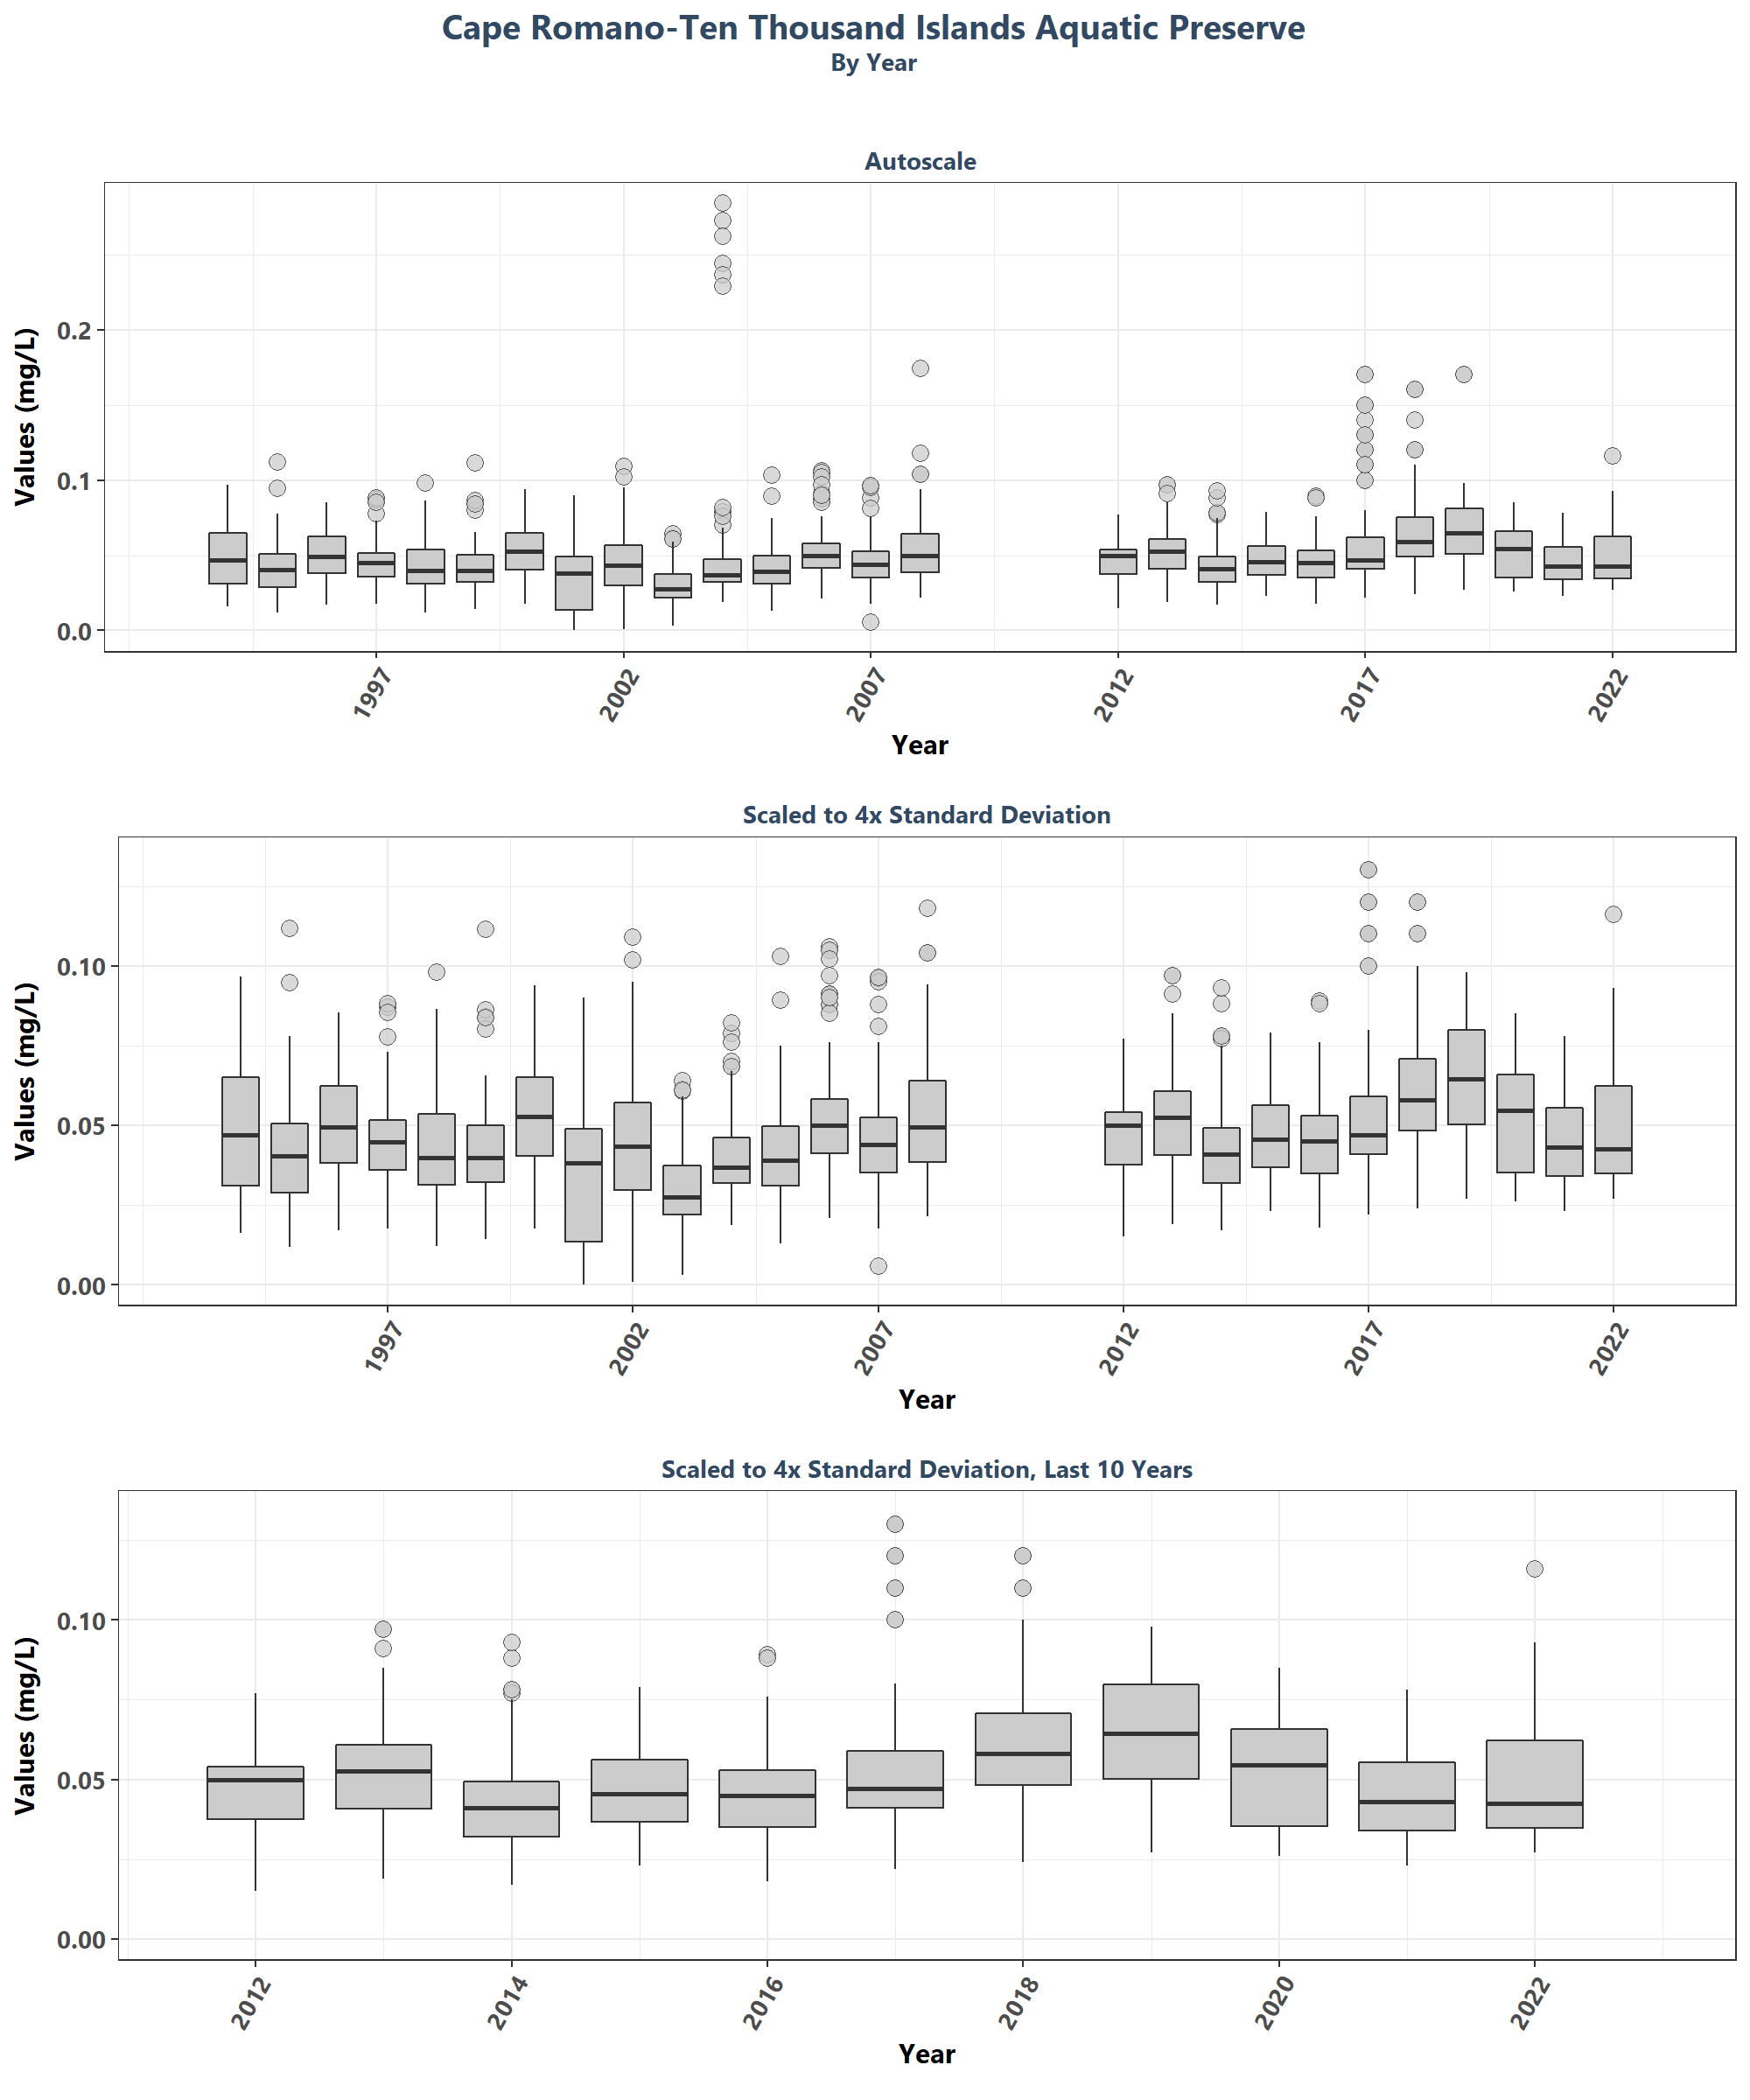 Cape Romano-Ten Thousand Islands Aquatic Preserve
By Year
Autoscale
Values (mg/L)
0.2
0.1
0.0
1997 2002 2007 2012 2017 2022
Year
Scaled to 4x Standard Deviation
Values (mg/L)
0.10
0.05
0.00
1997 2002 2007 2012 2017 2022
Year
Scaled to 4x Standard Deviation, Last 10 Years
Values (mg/L)
0.10
0.05
0.00
2012 2014 2016 2018 2020 2022
Year